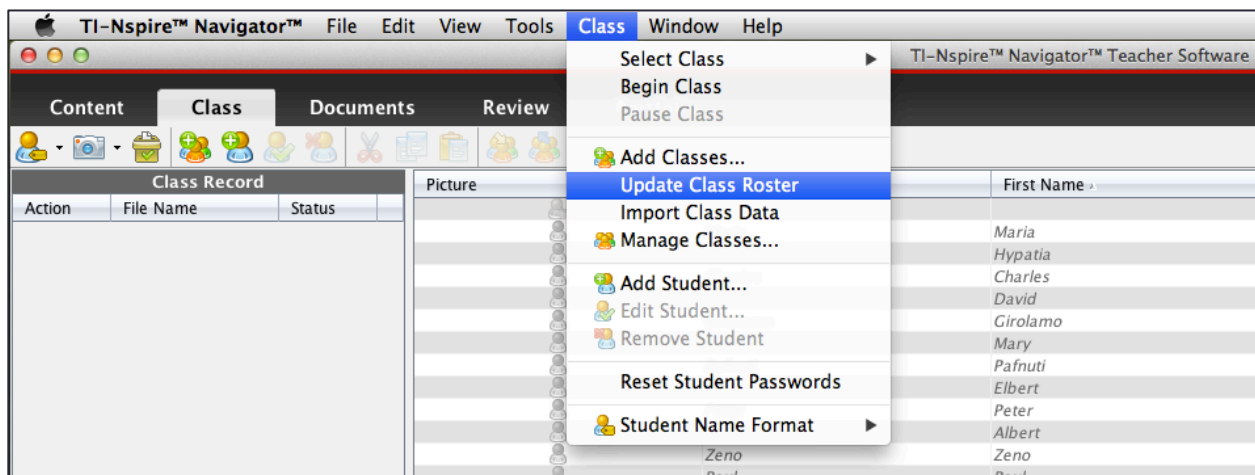 TI-Nspire™ Navigator™ File Edit View Tools Class Window Help
TI-Nspire™ Navigator™ Teacher Software
Content Class Documents Review
Class Record
Action File Name Status
Picture First Name
Select Class
Begin Class
Pause Class
Add Classes...
Update Class Roster
Import Class Data
Manage Classes...
Add Student...
Edit Student...
Remove Student
Reset Student Passwords
Student Name Format
Maria
Hypatia
Charles
David
Girolamo
Mary
Pafnuti
Elbert
Peter
Albert
Zeno Zeno